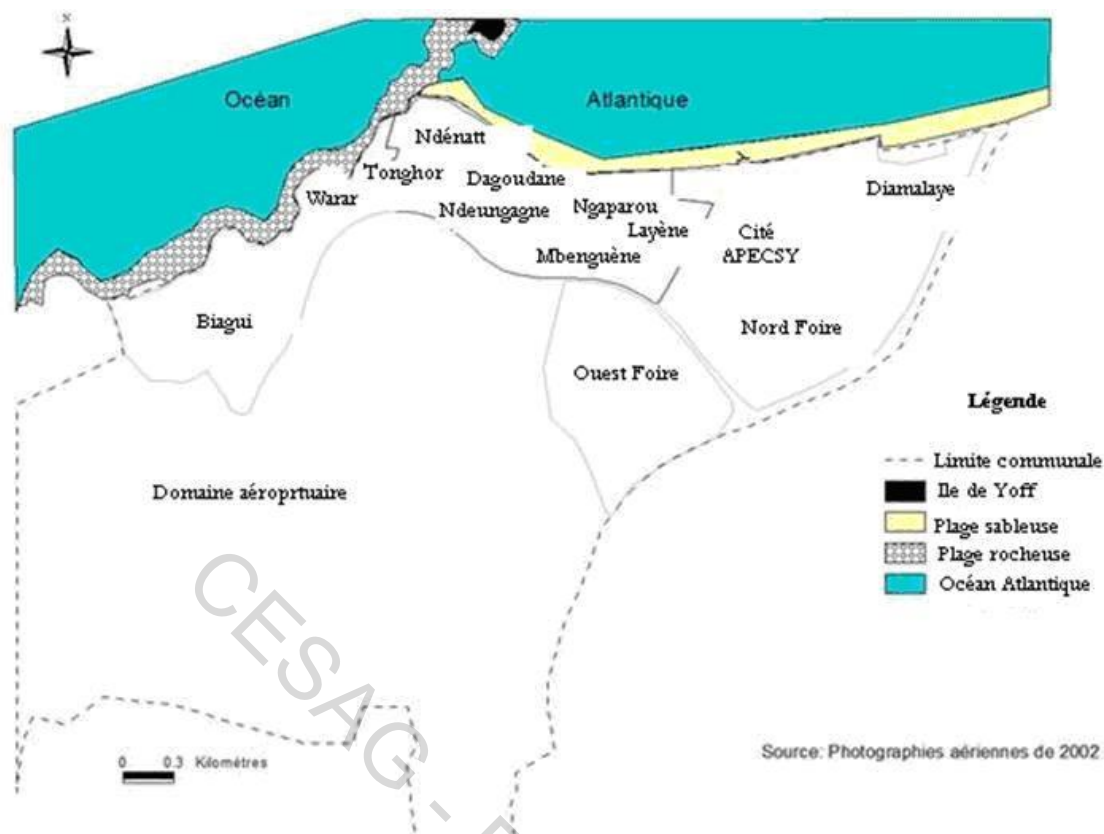 N
Océan
Atlantique
Ndénatt
Tonghor
Dagoudane
Diamalaye
Warar
Ndeungagne
Ngaparou
Layène
Cité
APECSY
Mbenguène
Biagui
Nord Foire
Ouest Foire
Légende
Limite communale
Ile de Yoff
Plage sableuse
Plage rocheuse
Océan Atlantique
Domaine aéroprtuaire
CESAG -
0 0.3 Kilométres
Source: Photographies aériennes de 2002